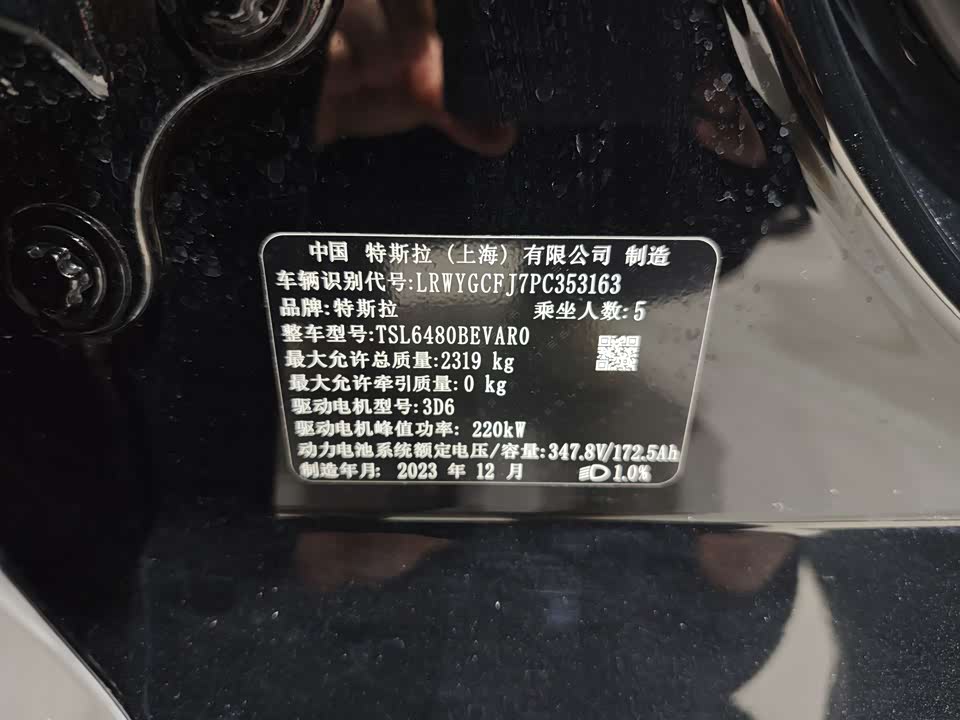 中国 特斯拉 (上海) 有限公司 制造
车辆识别代号:LRWYGCFJ7PC353163
品牌:特斯拉 乘坐人数:5
整车型号:TSL6480BEVAR0
最大允许总质量:2319 kg
最大允许牵引质量:0 kg
驱动电机型号:3D6
驱动电机峰值功率: 220kW
动力电池系统额定电压/容量:347.8V/172.5Ah
制造年月: 2023 年 12 月 1.0%